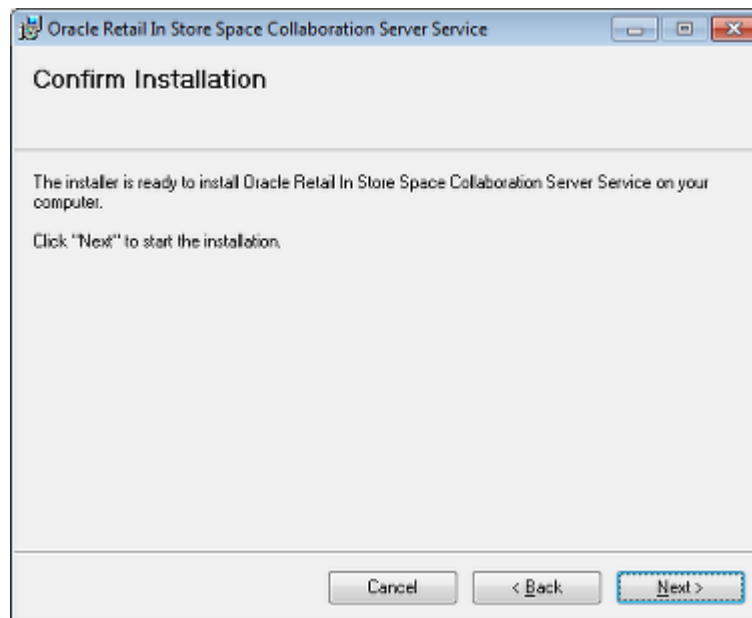 Oracle Retail In Store Space Collaboration Server Service
Confirm Installation
The installer is ready to install Oracle Retail In Store Space Collaboration Server Service on your
computer.
Click "Next" to start the installation.
Cancel
< Back
Next >